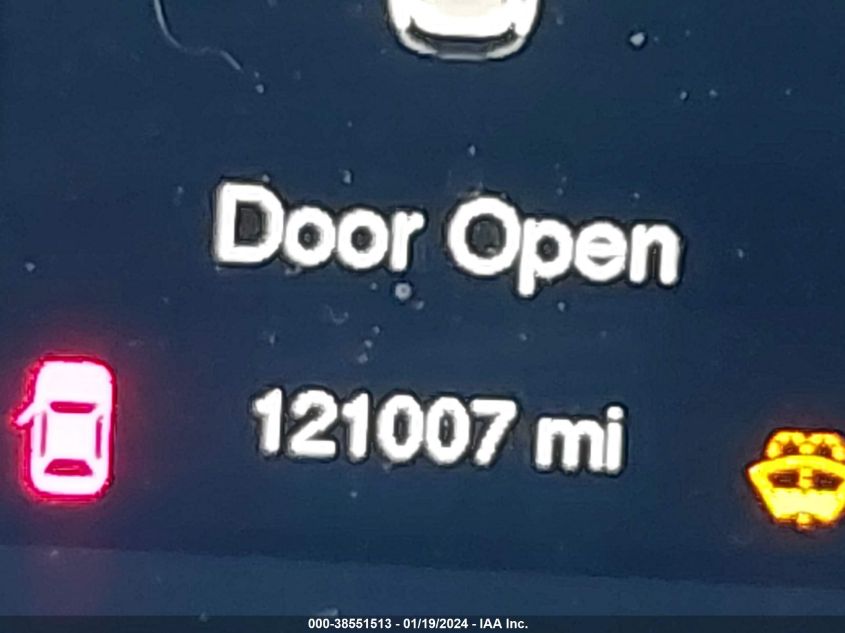 Door Open
121007 mi
000-38551513 - 01/19/2024 - IAA Inc.